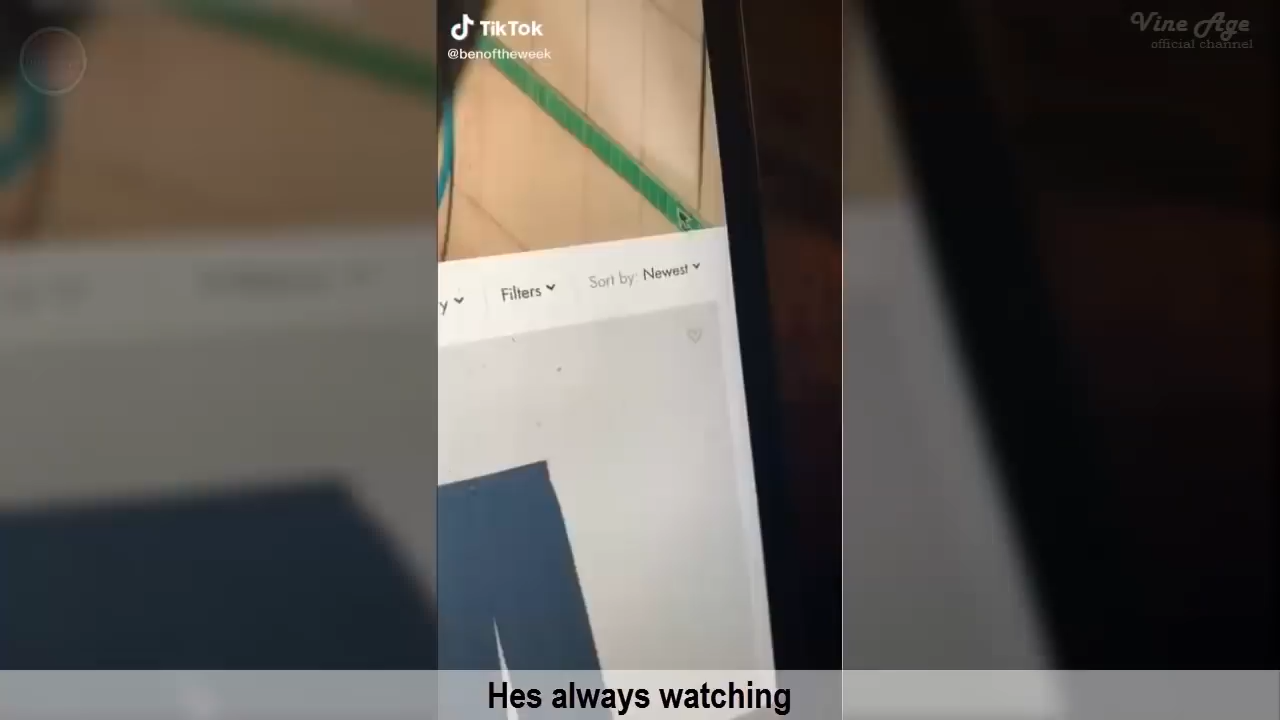 TikTok
@benoftheweek
Vine Age
official channel
y
Filters
Sort by: Newest
Hes always watching